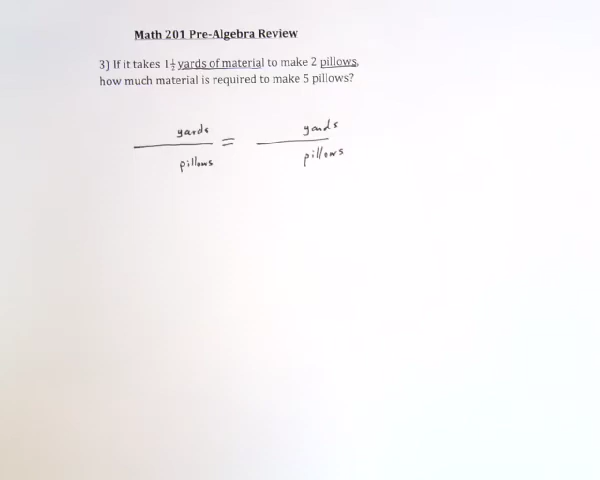 Math 201 Pre-Algebra Review
3) If it takes 1½ yards of material to make 2 pillows,
how much material is required to make 5 pillows?
yards = yards
pillows pillows